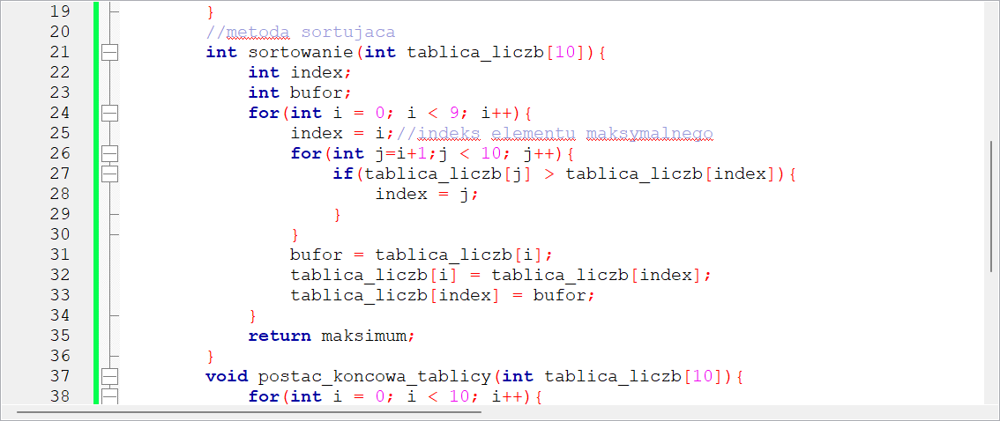 19 }
20 //metoda sortujaca
21 int sortowanie(int tablica_liczb[10]){
22 int index;
23 int bufor;
24 for(int i = 0; i < 9; i++){
25 index = i;//indeks elementu maksymalnego
26 for(int j=i+1;j < 10; j++){
27 if(tablica_liczb[j] > tablica_liczb[index]){
28 index = j;
29 }
30 }
31 bufor = tablica_liczb[i];
32 tablica_liczb[i] = tablica_liczb[index];
33 tablica_liczb[index] = bufor;
34 }
35 return maksimum;
36 }
37 void postac_koncowa_tablicy(int tablica_liczb[10]){
38 for(int i = 0; i < 10; i++){